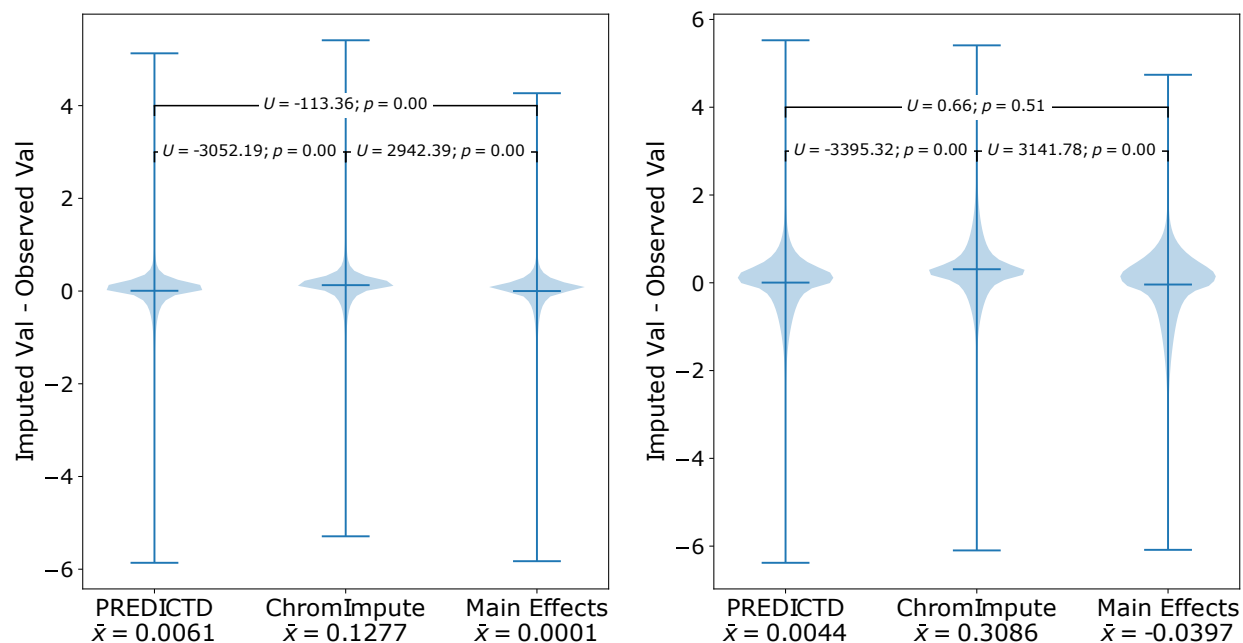 Imputed Val - Observed Val
4
2
0
−2
−4
−6
U = -113.36; p = 0.00
U = -3052.19; p = 0.00
U = 2942.39; p = 0.00
PREDICTD
x̄ = 0.0061
ChromImpute
x̄ = 0.1277
Main Effects
x̄ = 0.0001
Imputed Val - Observed Val
6
4
2
0
−2
−4
−6
U = 0.66; p = 0.51
U = -3395.32; p = 0.00
U = 3141.78; p = 0.00
PREDICTD
x̄ = 0.0044
ChromImpute
x̄ = 0.3086
Main Effects
x̄ = -0.0397